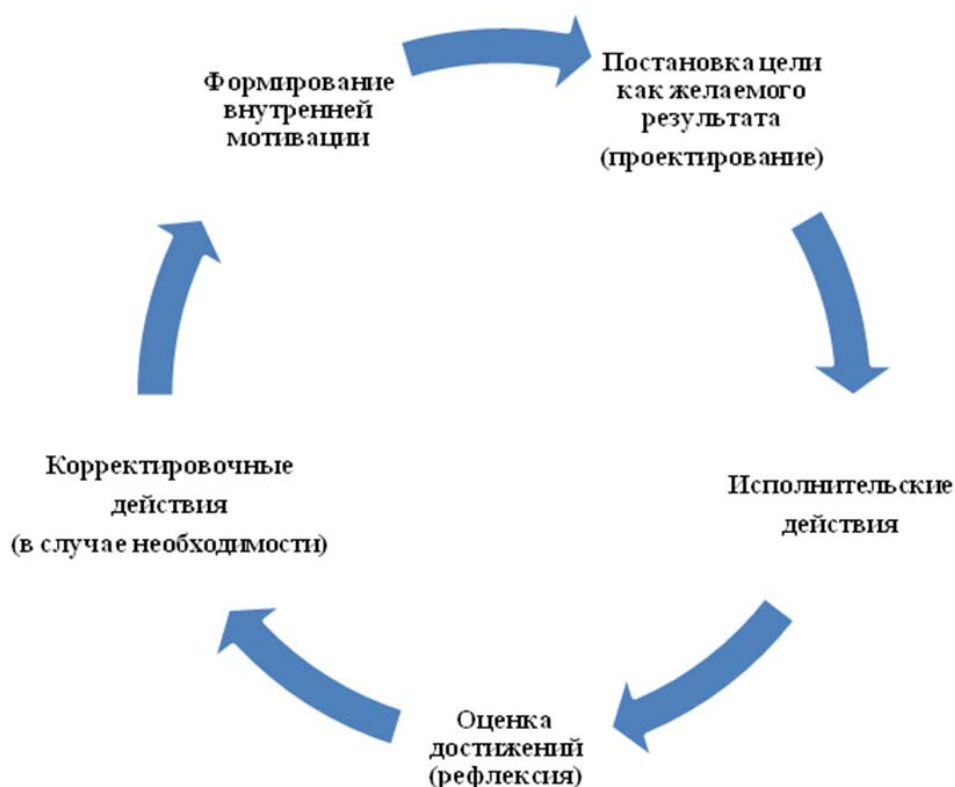 Формирование
внутренней
мотивации
Постановка цели
как желаемого
результата
(проектирование)
Исполнительские
действия
Оценка
достижений
(рефлексия)
Корректировочные
действия
(в случае необходимости)